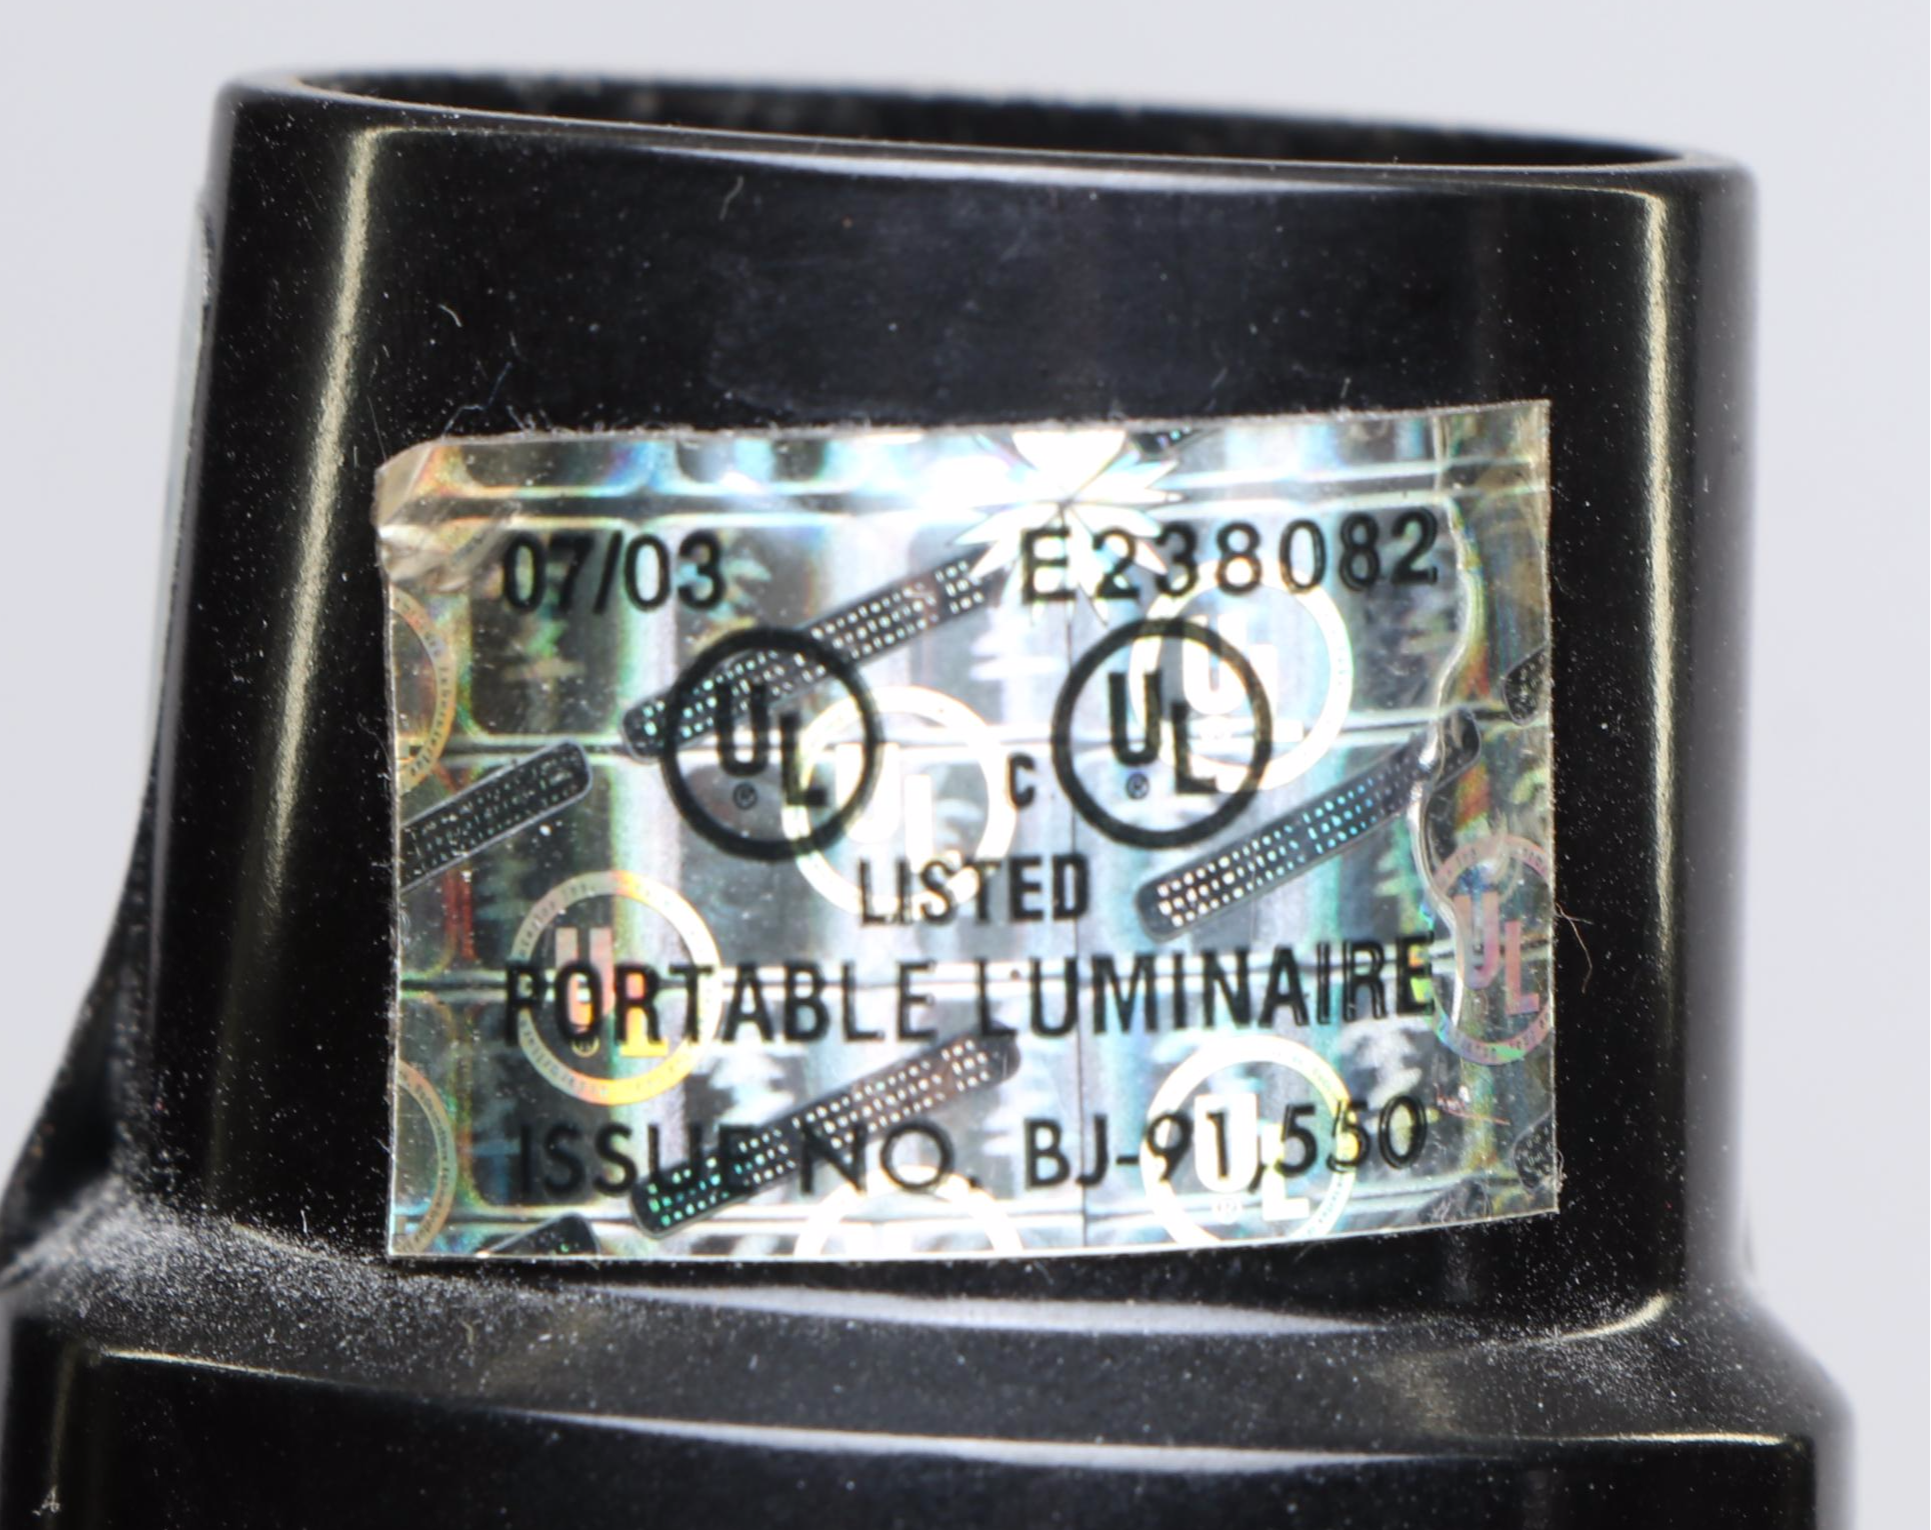 07/03 E238082
UL ® C UL ®
LISTED
PORTABLE LUMINAIRE
ISSUE NO. BJ-91,550